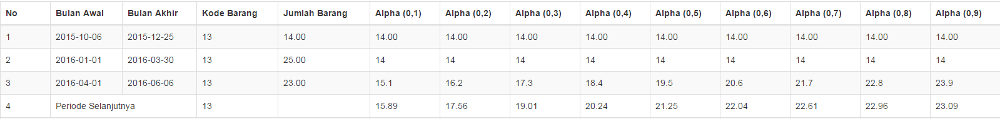 No Bulan Awal Bulan Akhir Kode Barang Jumlah Barang Alpha (0,1) Alpha (0,2) Alpha (0,3) Alpha (0,4) Alpha (0,5) Alpha (0,6) Alpha (0,7) Alpha (0,8) Alpha (0,9)
1 2015-10-06 2015-12-25 13 14.00 14.00 14.00 14.00 14.00 14.00 14.00 14.00 14.00 14.00
2 2016-01-01 2016-03-30 13 25.00 14 14 14 14 14 14 14 14 14
3 2016-04-01 2016-06-06 13 23.00 15.1 16.2 17.3 18.4 19.5 20.6 21.7 22.8 23.9
4 Periode Selanjutnya 13 15.89 17.56 19.01 20.24 21.25 22.04 22.61 22.96 23.09